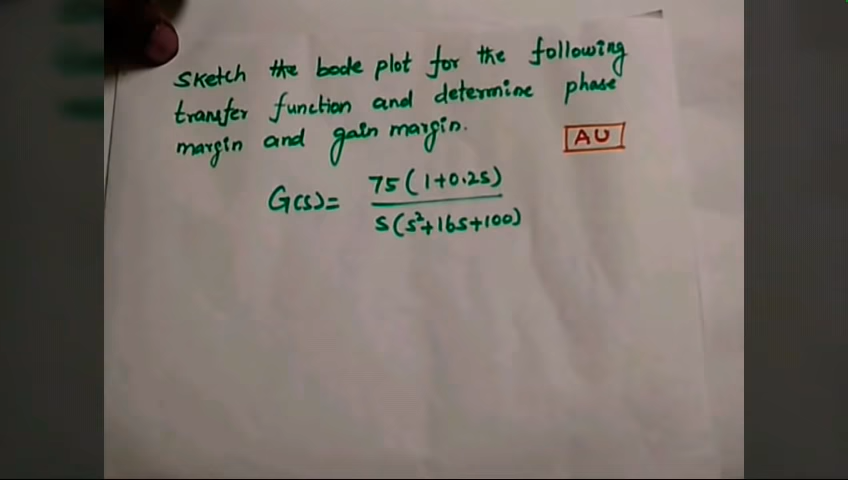 Sketch the bode plot for the following
transfer function and determine phase
margin and gain margin.
AU
G(s)= 75(1+0.2s)
s(s²+16s+100)